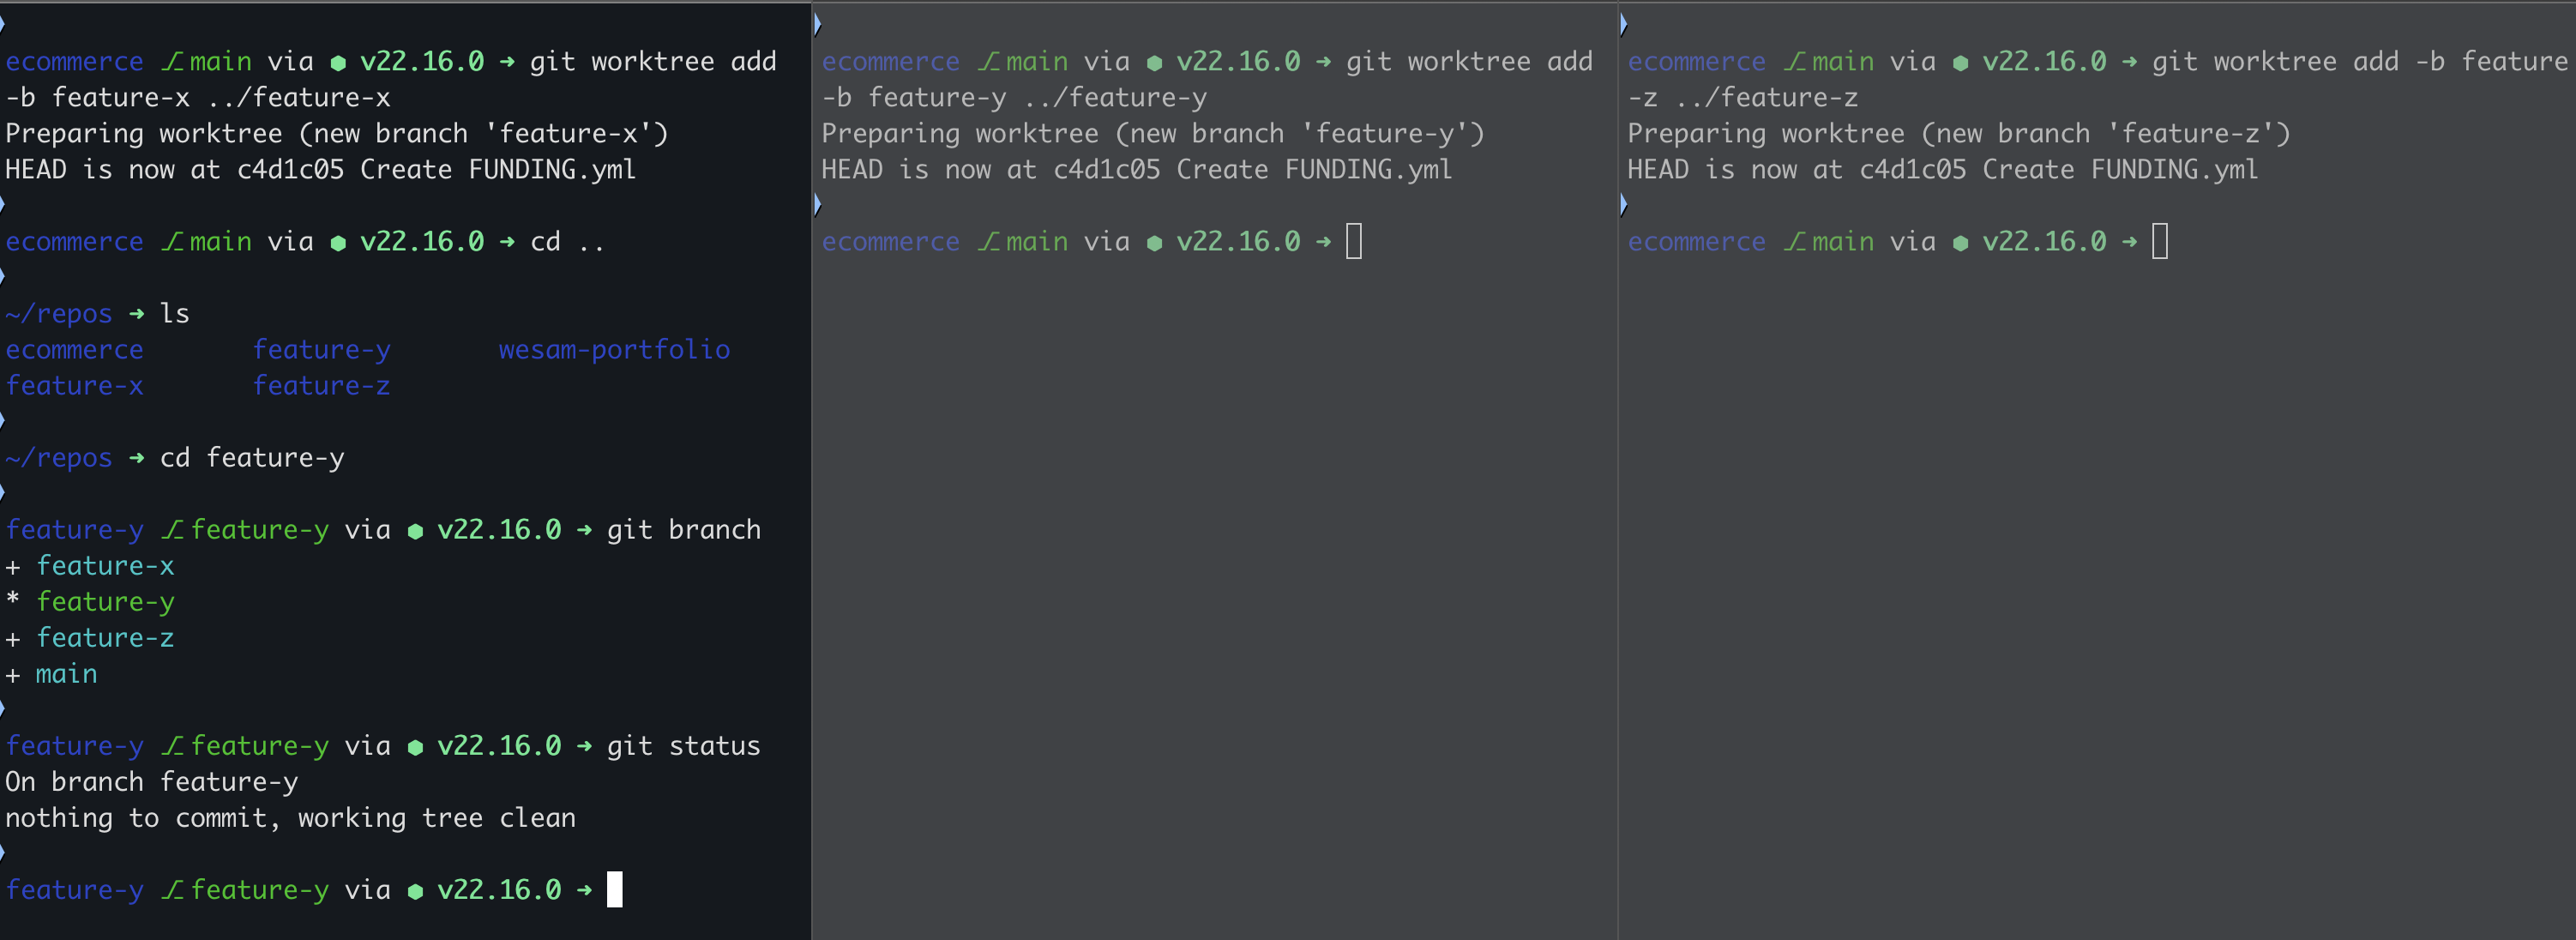 ecommerce ⎇main via ⬢ v22.16.0 ➜ git worktree add
-b feature-x ../feature-x
Preparing worktree (new branch 'feature-x')
HEAD is now at c4d1c05 Create FUNDING.yml
ecommerce ⎇main via ⬢ v22.16.0 ➜ cd ..
~/repos ➜ ls
ecommerce feature-y wesam-portfolio
feature-x feature-z
~/repos ➜ cd feature-y
feature-y ⎇feature-y via ⬢ v22.16.0 ➜ git branch
+ feature-x
* feature-y
+ feature-z
+ main
feature-y ⎇feature-y via ⬢ v22.16.0 ➜ git status
On branch feature-y
nothing to commit, working tree clean
feature-y ⎇feature-y via ⬢ v22.16.0 ➜
ecommerce ⎇main via ⬢ v22.16.0 ➜ git worktree add
-b feature-y ../feature-y
Preparing worktree (new branch 'feature-y')
HEAD is now at c4d1c05 Create FUNDING.yml
ecommerce ⎇main via ⬢ v22.16.0 ➜
ecommerce ⎇main via ⬢ v22.16.0 ➜ git worktree add -b feature
-z ../feature-z
Preparing worktree (new branch 'feature-z')
HEAD is now at c4d1c05 Create FUNDING.yml
ecommerce ⎇main via ⬢ v22.16.0 ➜